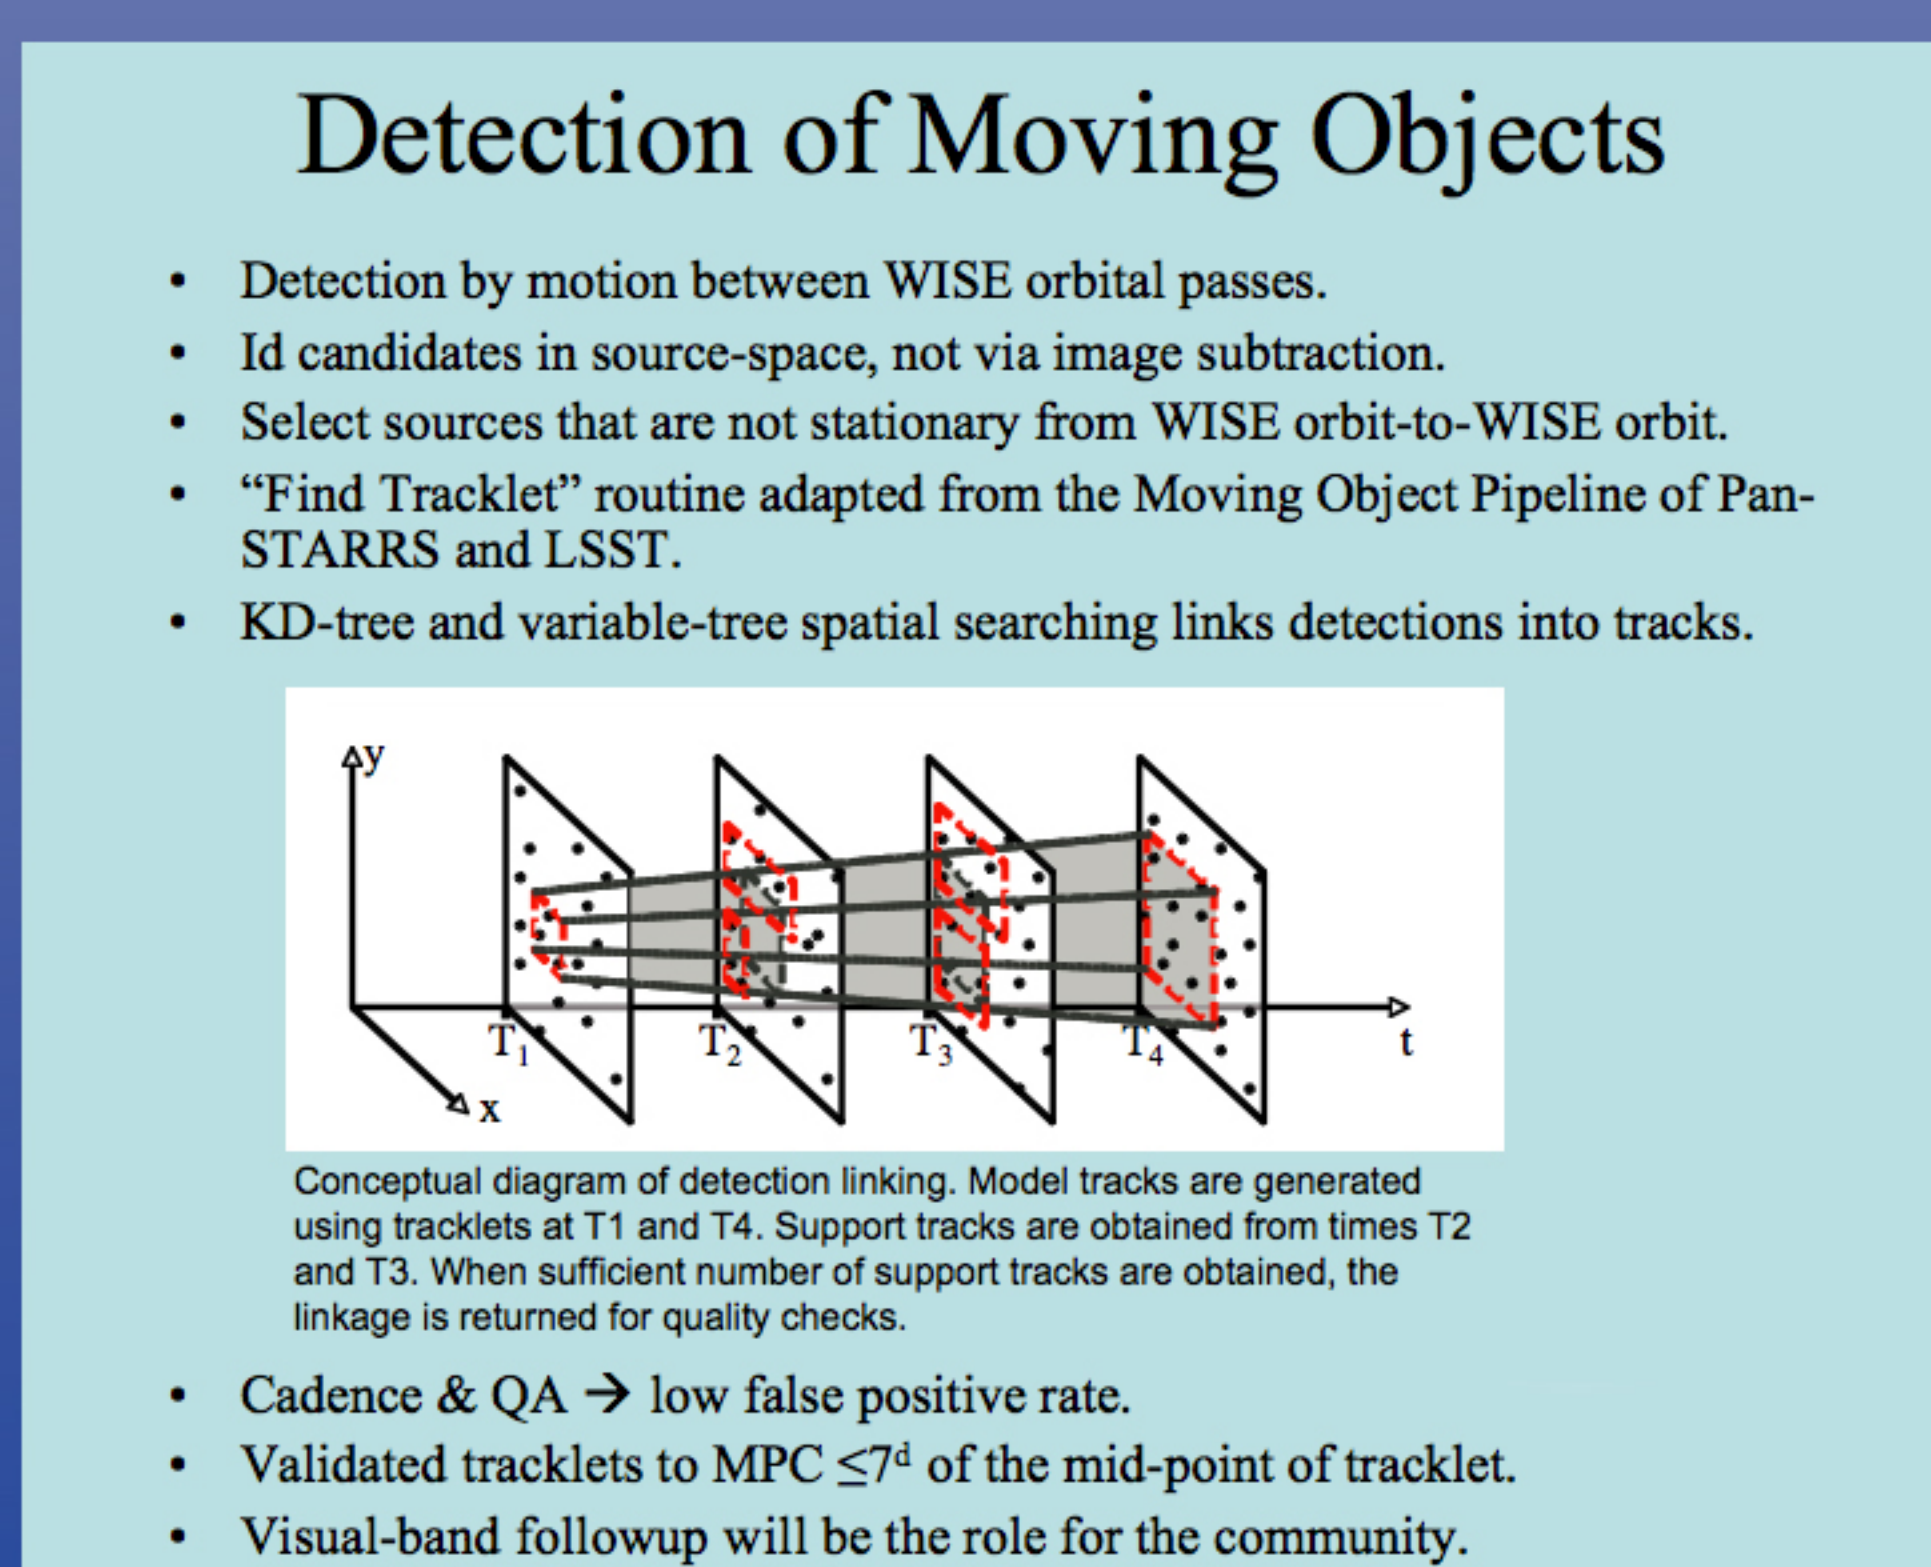 Detection of Moving Objects
• Detection by motion between WISE orbital passes.
• Id candidates in source-space, not via image subtraction.
• Select sources that are not stationary from WISE orbit-to-WISE orbit.
• “Find Tracklet” routine adapted from the Moving Object Pipeline of Pan-
STARRS and LSST.
• KD-tree and variable-tree spatial searching links detections into tracks.
y
T1 T2 T3 T4 t
x
Conceptual diagram of detection linking. Model tracks are generated
using tracklets at T1 and T4. Support tracks are obtained from times T2
and T3. When sufficient number of support tracks are obtained, the
linkage is returned for quality checks.
• Cadence & QA → low false positive rate.
• Validated tracklets to MPC ≤7ᵈ of the mid-point of tracklet.
• Visual-band followup will be the role for the community.